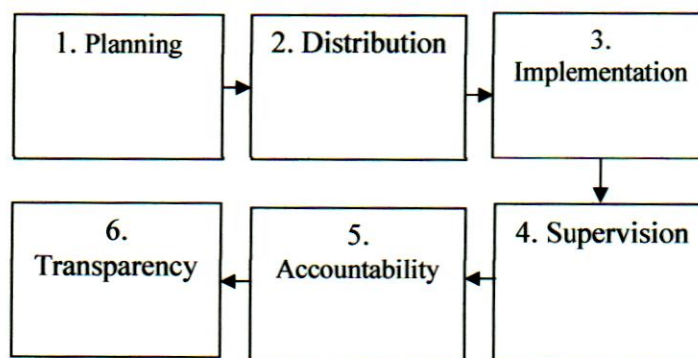 1. Planning
2. Distribution
3.
Implementation
4. Supervision
5.
Accountability
6.
Transparency